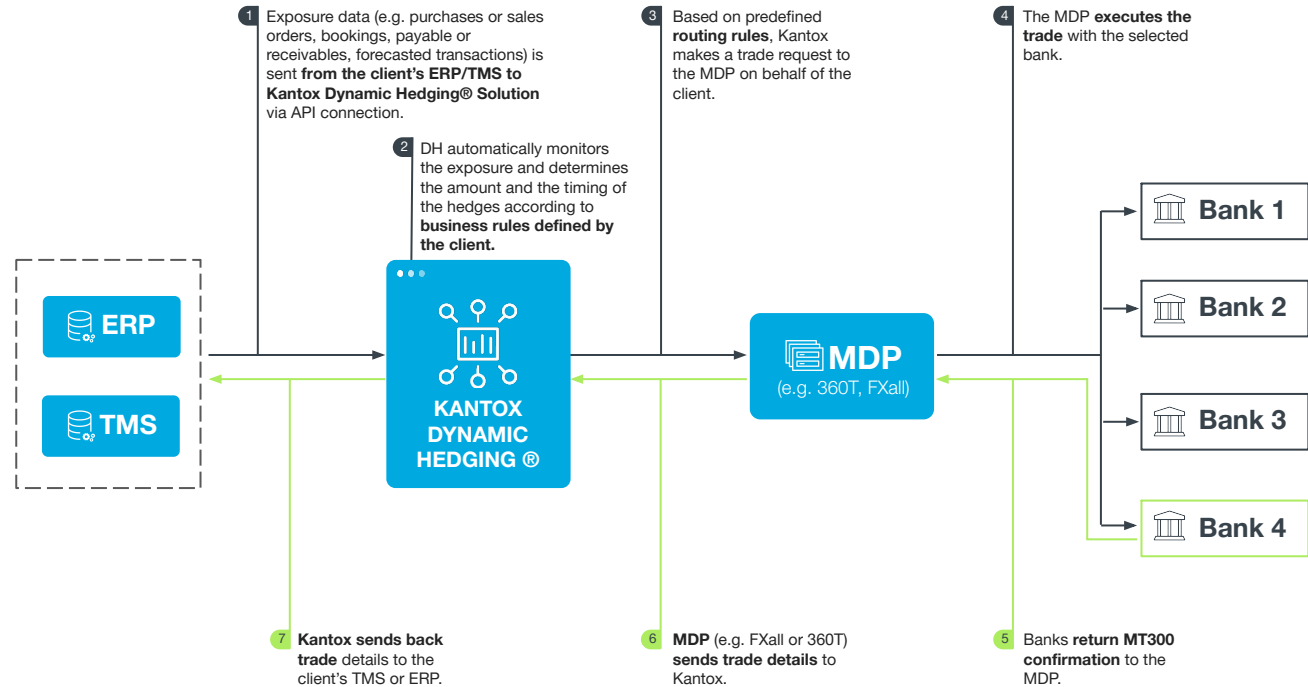 1 Exposure data (e.g. purchases or sales
orders, bookings, payable or
receivables, forecasted transactions) is
sent from the client's ERP/TMS to
Kantox Dynamic Hedging® Solution
via API connection.
2 DH automatically monitors
the exposure and determines
the amount and the timing of
the hedges according to
business rules defined by
the client.
3 Based on predefined
routing rules, Kantox
makes a trade request to
the MDP on behalf of the
client.
4 The MDP executes the
trade with the selected
bank.
ERP
TMS
KANTOX
DYNAMIC
HEDGING ®
MDP
(e.g. 360T, FXall)
Bank 1
Bank 2
Bank 3
Bank 4
7 Kantox sends back
trade details to the
client's TMS or ERP.
6 MDP (e.g. FXall or 360T)
sends trade details to
Kantox.
5 Banks return MT300
confirmation to the
MDP.